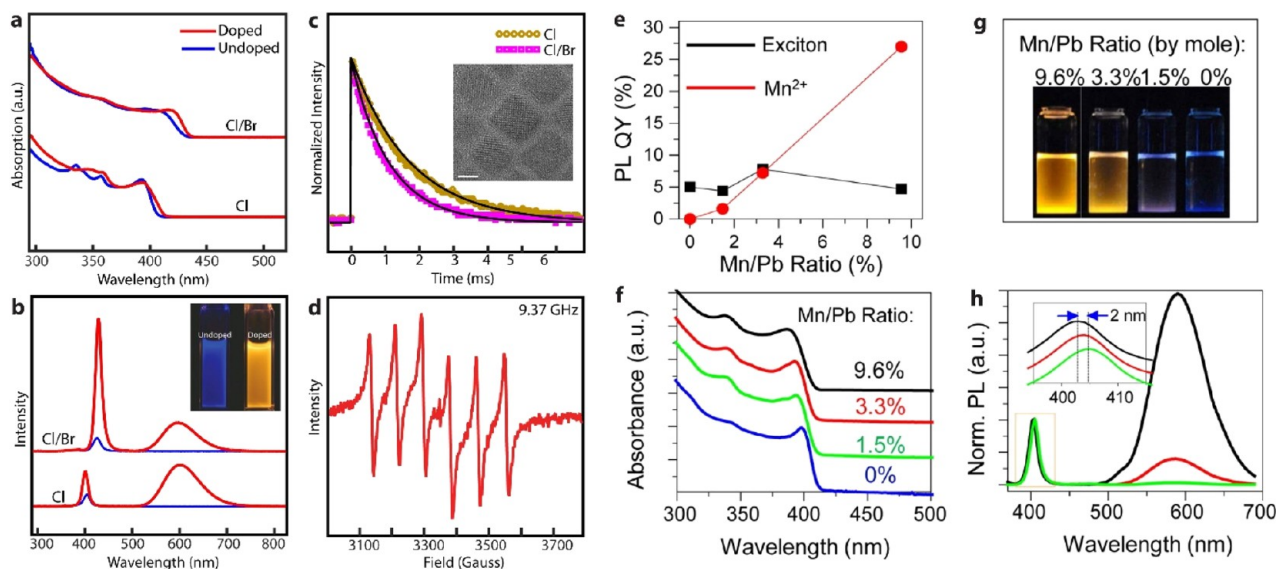 a
Doped
Undoped
Absorption (a.u.)
Cl/Br
Cl
300 400 500
Wavelength (nm)
b
Undoped Doped
Intensity
Cl/Br
Cl
300 400 500 600 700 800
Wavelength (nm)
c
Cl
Cl/Br
Normalized Intensity
0 1 2 3 4 5 6
Time (ms)
d
9.37 GHz
Intensity
3100 3300 3500 3700
Field (Gauss)
e
30
25
20
15
10
5
0
PL QY (%)
Exciton
Mn²⁺
0 2 4 6 8 10
Mn/Pb Ratio (%)
f
Mn/Pb Ratio:
9.6%
3.3%
1.5%
0%
Absorbance (a.u.)
300 350 400 450 500
Wavelength (nm)
g
Mn/Pb Ratio (by mole):
9.6% 3.3% 1.5% 0%
h
2 nm
400 410
Norm. PL (a.u.)
400 500 600 700
Wavelength (nm)